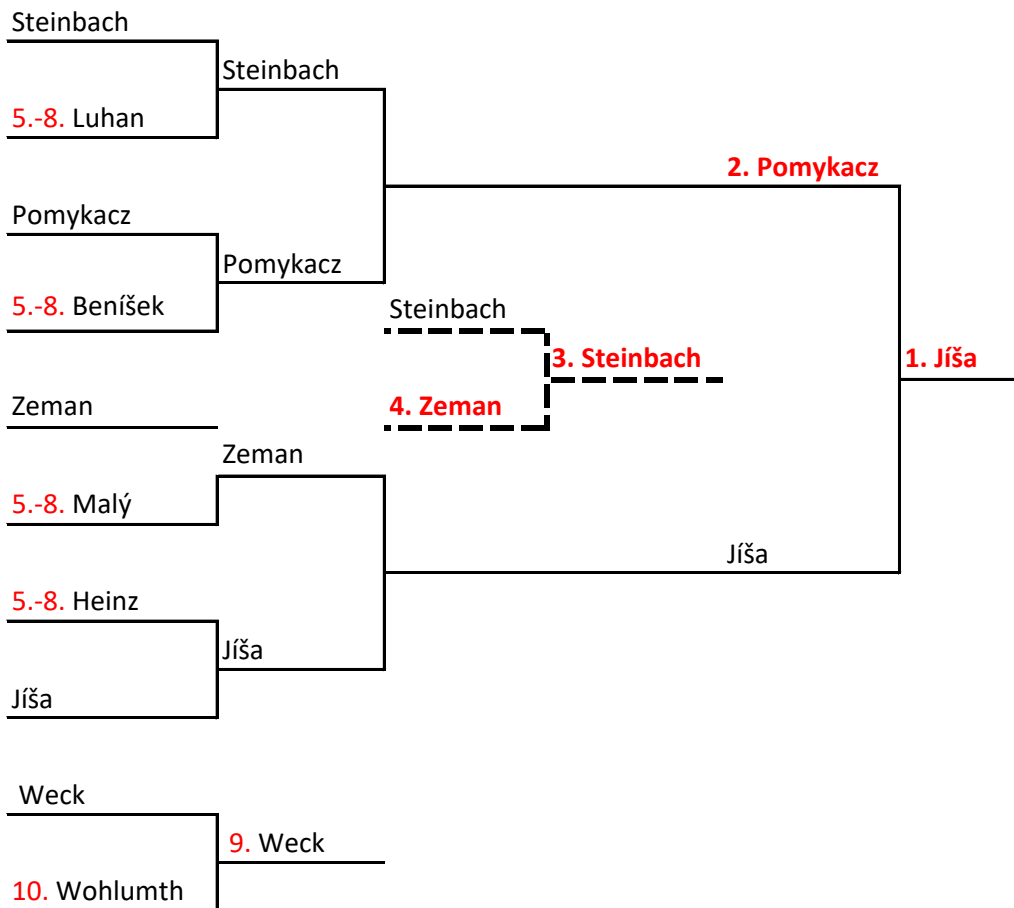 Steinbach
Steinbach
5.-8. Luhan
2. Pomykacz
Pomykacz
Pomykacz
5.-8. Beníšek
Steinbach
3. Steinbach
1. Jíša
Zeman
4. Zeman
Zeman
5.-8. Malý
Jíša
5.-8. Heinz
Jíša
Jíša
Weck
9. Weck
10. Wohlumth